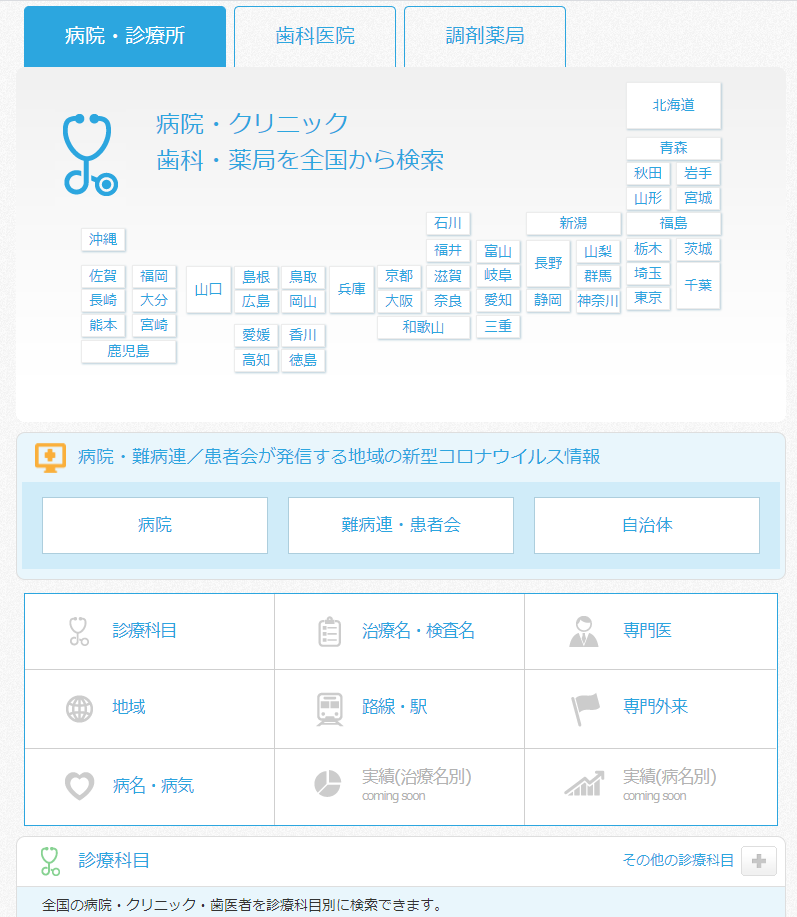 病院・診療所
歯科医院
調剤薬局
病院・クリニック
歯科・薬局を全国から検索
北海道
青森
秋田 岩手
山形 宮城
石川 新潟 福島
沖縄
福井 富山 長野 山梨 栃木 茨城
佐賀 福岡 山口 島根 鳥取 兵庫 京都 滋賀 岐阜 群馬 埼玉 千葉
長崎 大分 広島 岡山 大阪 奈良 愛知 静岡 神奈川 東京
熊本 宮崎 愛媛 香川 和歌山 三重
鹿児島 高知 徳島
病院・難病連／患者会が発信する地域の新型コロナウイルス情報
病院
難病連・患者会
自治体
診療科目
治療名・検査名
専門医
地域
路線・駅
専門外来
病名・病気
実績(治療名別)
coming soon
実績(病名別)
coming soon
診療科目
その他の診療科目
全国の病院・クリニック・歯医者を診療科目別に検索できます。